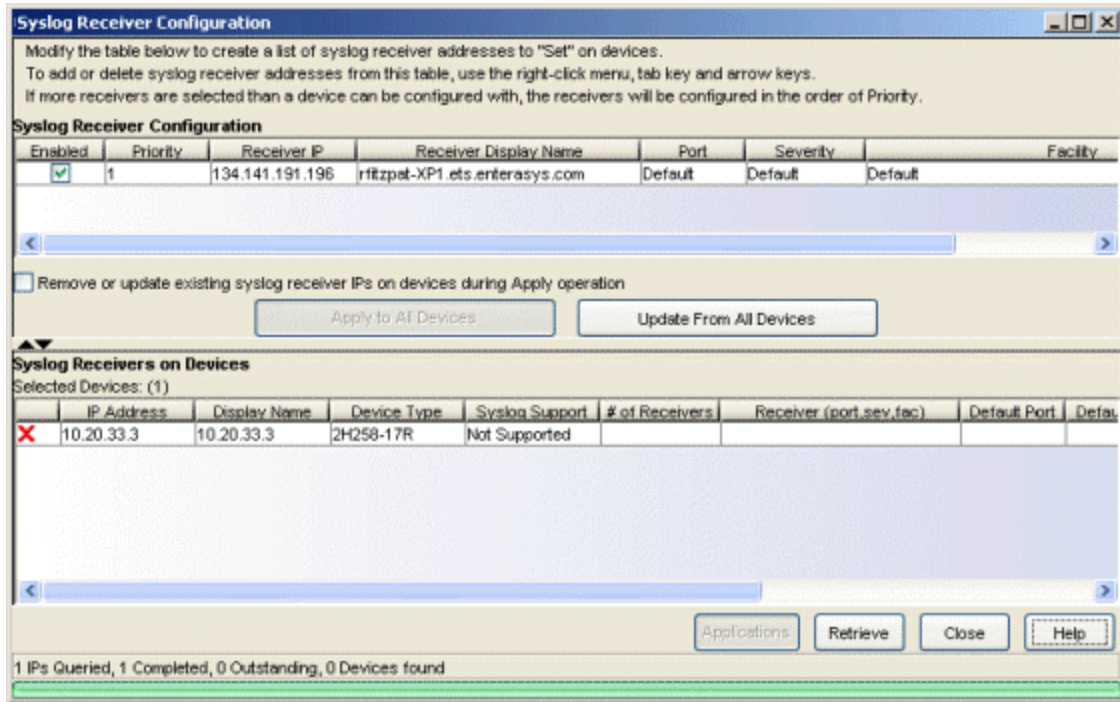 Syslog Receiver Configuration
Modify the table below to create a list of syslog receiver addresses to "Set" on devices.
To add or delete syslog receiver addresses from this table, use the right-click menu, tab key and arrow keys.
If more receivers are selected than a device can be configured with, the receivers will be configured in the order of Priority.
Syslog Receiver Configuration
Enabled Priority Receiver IP Receiver Display Name Port Severity Facility
1 134.141.191.196 rfitzpat-XP1.ets.enterasys.com Default Default Default
Remove or update existing syslog receiver IPs on devices during Apply operation
Apply to All Devices Update From All Devices
Syslog Receivers on Devices
Selected Devices: (1)
IP Address Display Name Device Type Syslog Support # of Receivers Receiver (port,sev,fac) Default Port Defau
10.20.33.3 10.20.33.3 2H258-17R Not Supported
Applications Retrieve Close Help
1 IPs Queried, 1 Completed, 0 Outstanding, 0 Devices found